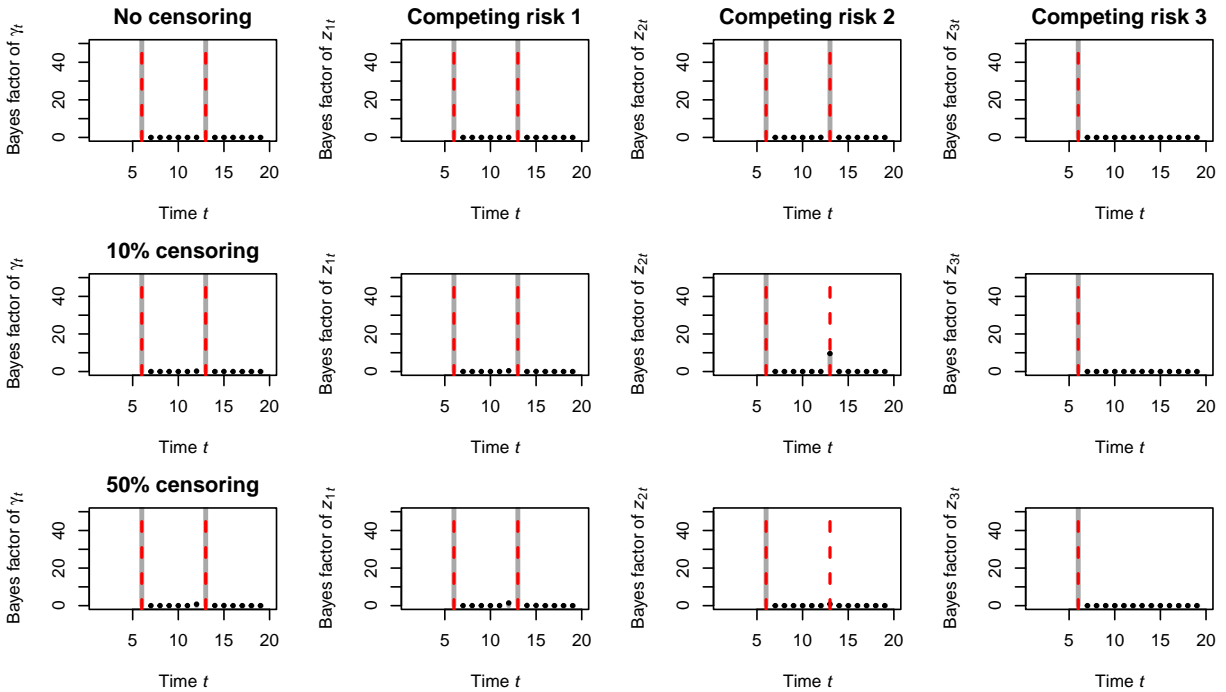 No censoring
Bayes factor of γt
0 20 40
5 10 15 20
Time t
Competing risk 1
Bayes factor of z1t
0 20 40
5 10 15 20
Time t
Competing risk 2
Bayes factor of z2t
0 20 40
5 10 15 20
Time t
Competing risk 3
Bayes factor of z3t
0 20 40
5 10 15 20
Time t
10% censoring
Bayes factor of γt
0 20 40
5 10 15 20
Time t
Bayes factor of z1t
0 20 40
5 10 15 20
Time t
Bayes factor of z2t
0 20 40
5 10 15 20
Time t
Bayes factor of z3t
0 20 40
5 10 15 20
Time t
50% censoring
Bayes factor of γt
0 20 40
5 10 15 20
Time t
Bayes factor of z1t
0 20 40
5 10 15 20
Time t
Bayes factor of z2t
0 20 40
5 10 15 20
Time t
Bayes factor of z3t
0 20 40
5 10 15 20
Time t